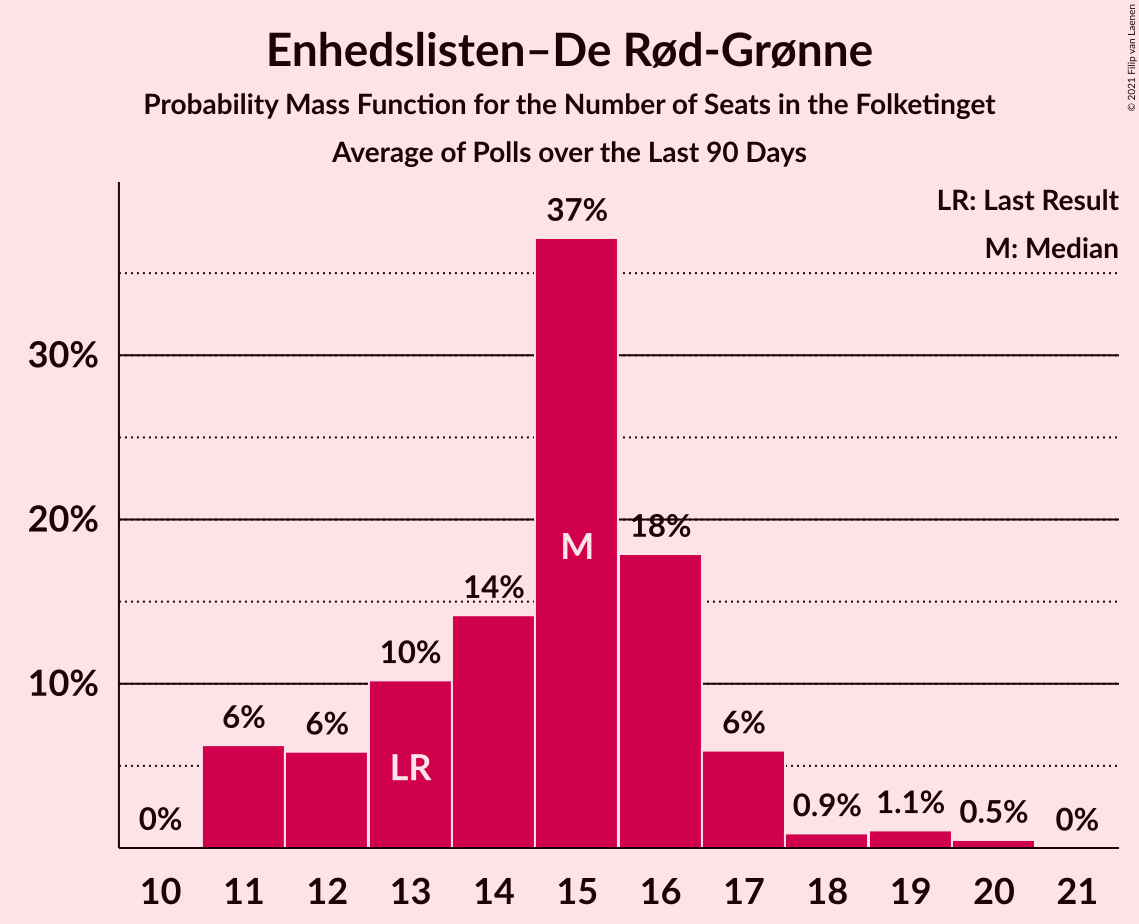 Enhedslisten–De Rød-Grønne
Probability Mass Function for the Number of Seats in the Folketinget
Average of Polls over the Last 90 Days
© 2021 Filip van Laenen
LR: Last Result
M: Median
37%
30%
20%
18%
M
14%
10%
10%
LR
6%
6%
6%
0%
0.9%
1.1%
0.5%
0%
10 11 12 13 14 15 16 17 18 19 20 21